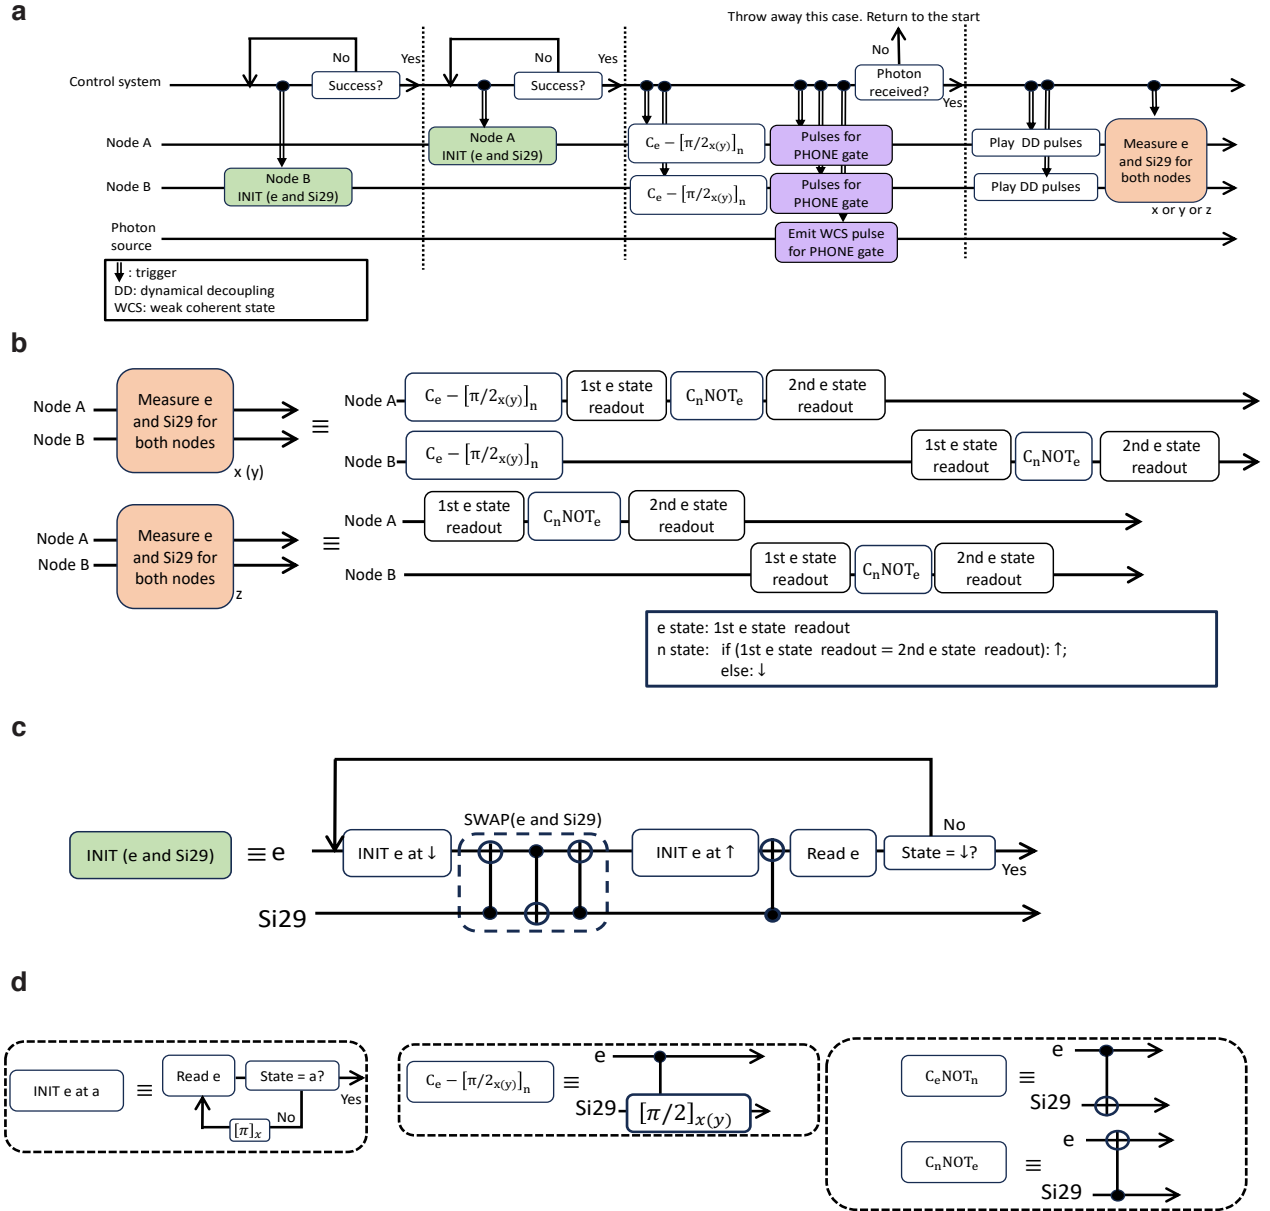 a
Throw away this case. Return to the start
No
Yes
No
Yes
No
Control system
Success?
Success?
Photon
received?
Yes
Node A
Node A
INIT (e and Si29)
Cₑ − [π/2ₓ₍y₎]ₙ
Pulses for
PHONE gate
Play DD pulses
Measure e
and Si29 for
both nodes
x or y or z
Node B
Node B
INIT (e and Si29)
Cₑ − [π/2ₓ₍y₎]ₙ
Pulses for
PHONE gate
Play DD pulses
Photon
source
Emit WCS pulse
for PHONE gate
: trigger
DD: dynamical decoupling
WCS: weak coherent state
b
Node A
Node B
Measure e
and Si29 for
both nodes
x (y)
≡
Node A
Cₑ − [π/2ₓ₍y₎]ₙ
1st e state
readout
CₙNOTₑ
2nd e state
readout
Node B
Cₑ − [π/2ₓ₍y₎]ₙ
1st e state
readout
CₙNOTₑ
2nd e state
readout
Node A
Node B
Measure e
and Si29 for
both nodes
z
≡
Node A
1st e state
readout
CₙNOTₑ
2nd e state
readout
Node B
1st e state
readout
CₙNOTₑ
2nd e state
readout
e state: 1st e state readout
n state: if (1st e state readout = 2nd e state readout): ↑;
else: ↓
c
SWAP(e and Si29)
No
INIT (e and Si29)
≡ e
INIT e at ↓
INIT e at ↑
Read e
State = ↓?
Yes
Si29
d
INIT e at a
≡
Read e
State = a?
Yes
No
[π]ₓ
Cₑ − [π/2ₓ₍y₎]ₙ
≡
e
Si29
[π/2]ₓ₍y₎
CₑNOTₙ
≡
e
Si29
CₙNOTₑ
≡
e
Si29